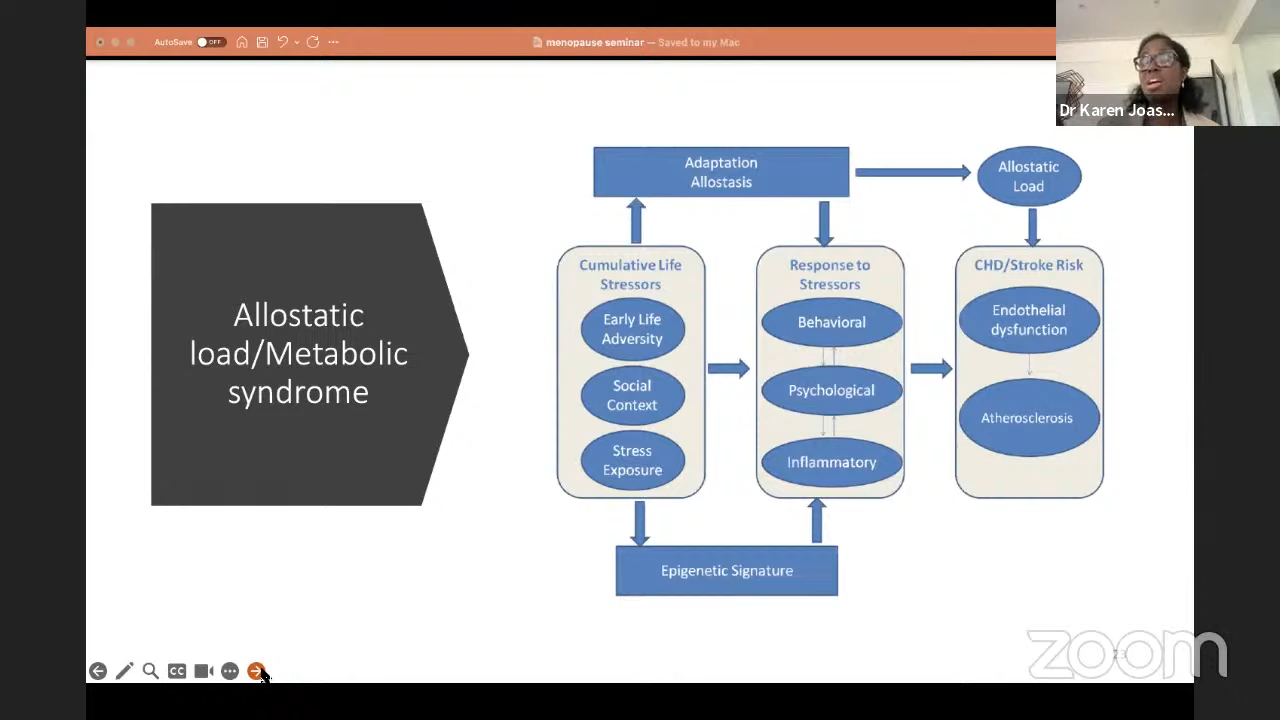 AutoSave OFF
menopause seminar — Saved to my Mac
Dr Karen Joas...
Allostatic
load/Metabolic
syndrome
Adaptation
Allostasis
Allostatic
Load
Cumulative Life
Stressors
Early Life
Adversity
Social
Context
Stress
Exposure
Response to
Stressors
Behavioral
Psychological
Inflammatory
CHD/Stroke Risk
Endothelial
dysfunction
Atherosclerosis
Epigenetic Signature
CC
zoom